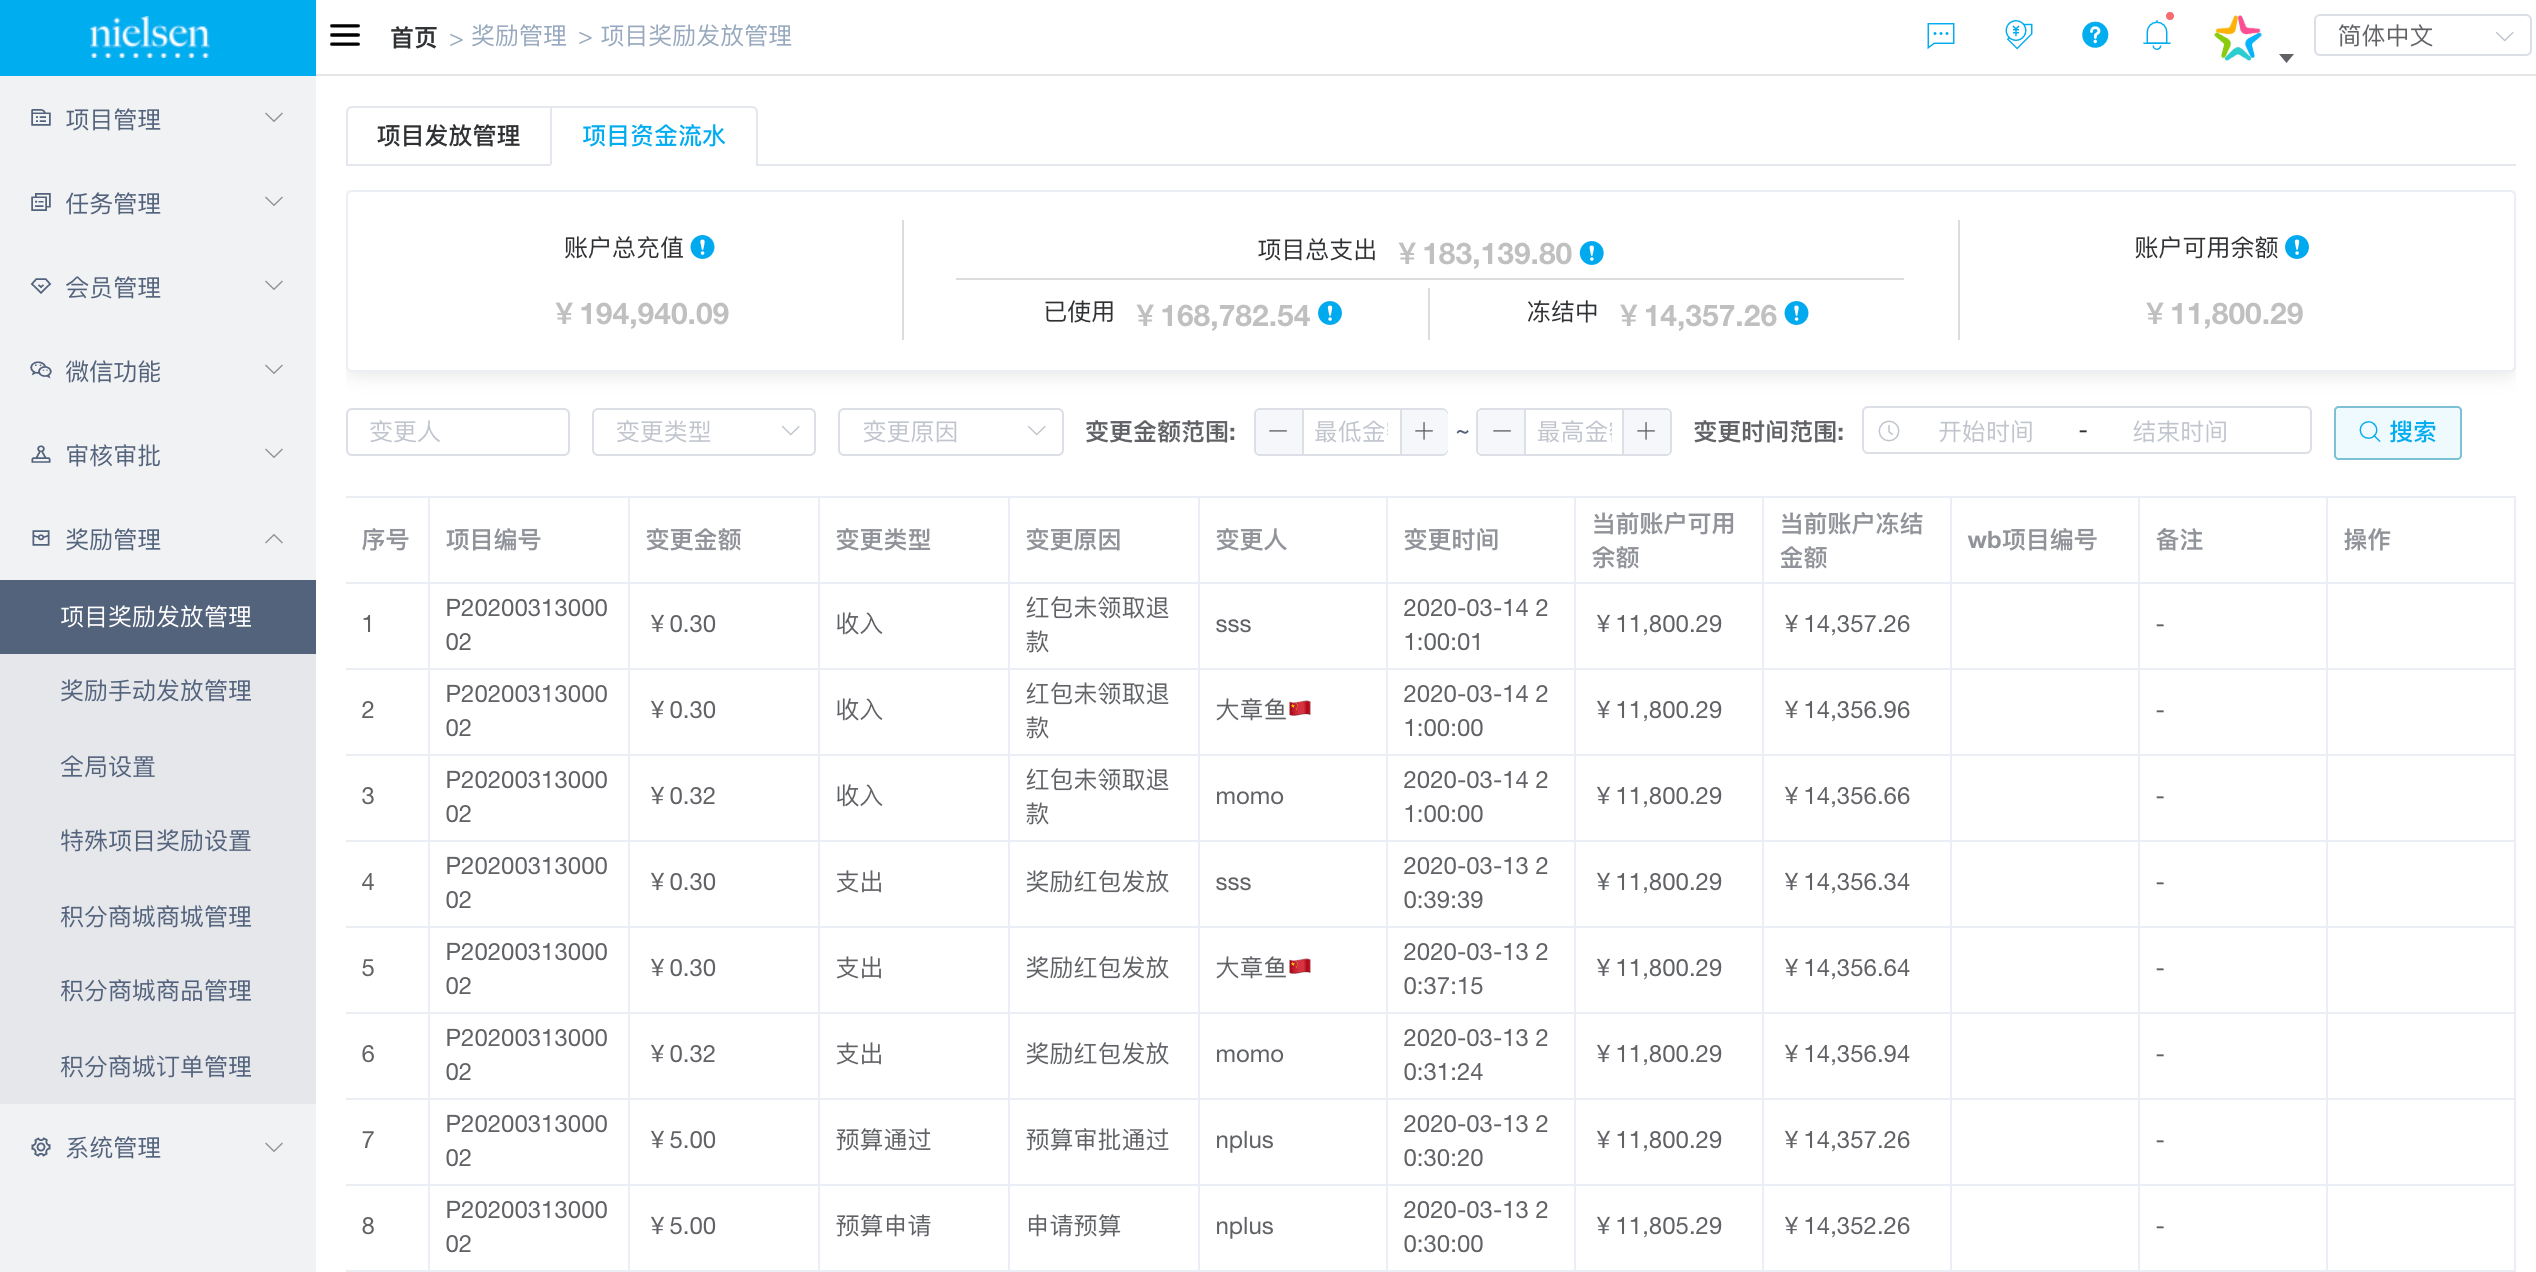 nielsen
首页 > 奖励管理 > 项目奖励发放管理
简体中文
项目管理
任务管理
会员管理
微信功能
审核审批
奖励管理
项目奖励发放管理
奖励手动发放管理
全局设置
特殊项目奖励设置
积分商城商城管理
积分商城商品管理
积分商城订单管理
系统管理
项目发放管理 项目资金流水
账户总充值
¥ 194,940.09
项目总支出 ¥ 183,139.80
已使用 ¥ 168,782.54 冻结中 ¥ 14,357.26
账户可用余额
¥ 11,800.29
变更人 变更类型 变更原因 变更金额范围: 最低金 ~ 最高金 变更时间范围: 开始时间 - 结束时间 搜索
序号 项目编号 变更金额 变更类型 变更原因 变更人 变更时间 当前账户可用余额 当前账户冻结金额 wb项目编号 备注 操作
1 P2020031300002 ¥ 0.30 收入 红包未领取退款 sss 2020-03-14 21:00:01 ¥ 11,800.29 ¥ 14,357.26 -
2 P2020031300002 ¥ 0.30 收入 红包未领取退款 大章鱼🇨🇳 2020-03-14 21:00:00 ¥ 11,800.29 ¥ 14,356.96 -
3 P2020031300002 ¥ 0.32 收入 红包未领取退款 momo 2020-03-14 21:00:00 ¥ 11,800.29 ¥ 14,356.66 -
4 P2020031300002 ¥ 0.30 支出 奖励红包发放 sss 2020-03-13 20:39:39 ¥ 11,800.29 ¥ 14,356.34 -
5 P2020031300002 ¥ 0.30 支出 奖励红包发放 大章鱼🇨🇳 2020-03-13 20:37:15 ¥ 11,800.29 ¥ 14,356.64 -
6 P2020031300002 ¥ 0.32 支出 奖励红包发放 momo 2020-03-13 20:31:24 ¥ 11,800.29 ¥ 14,356.94 -
7 P2020031300002 ¥ 5.00 预算通过 预算审批通过 nplus 2020-03-13 20:30:20 ¥ 11,800.29 ¥ 14,357.26 -
8 P2020031300002 ¥ 5.00 预算申请 申请预算 nplus 2020-03-13 20:30:00 ¥ 11,805.29 ¥ 14,352.26 -